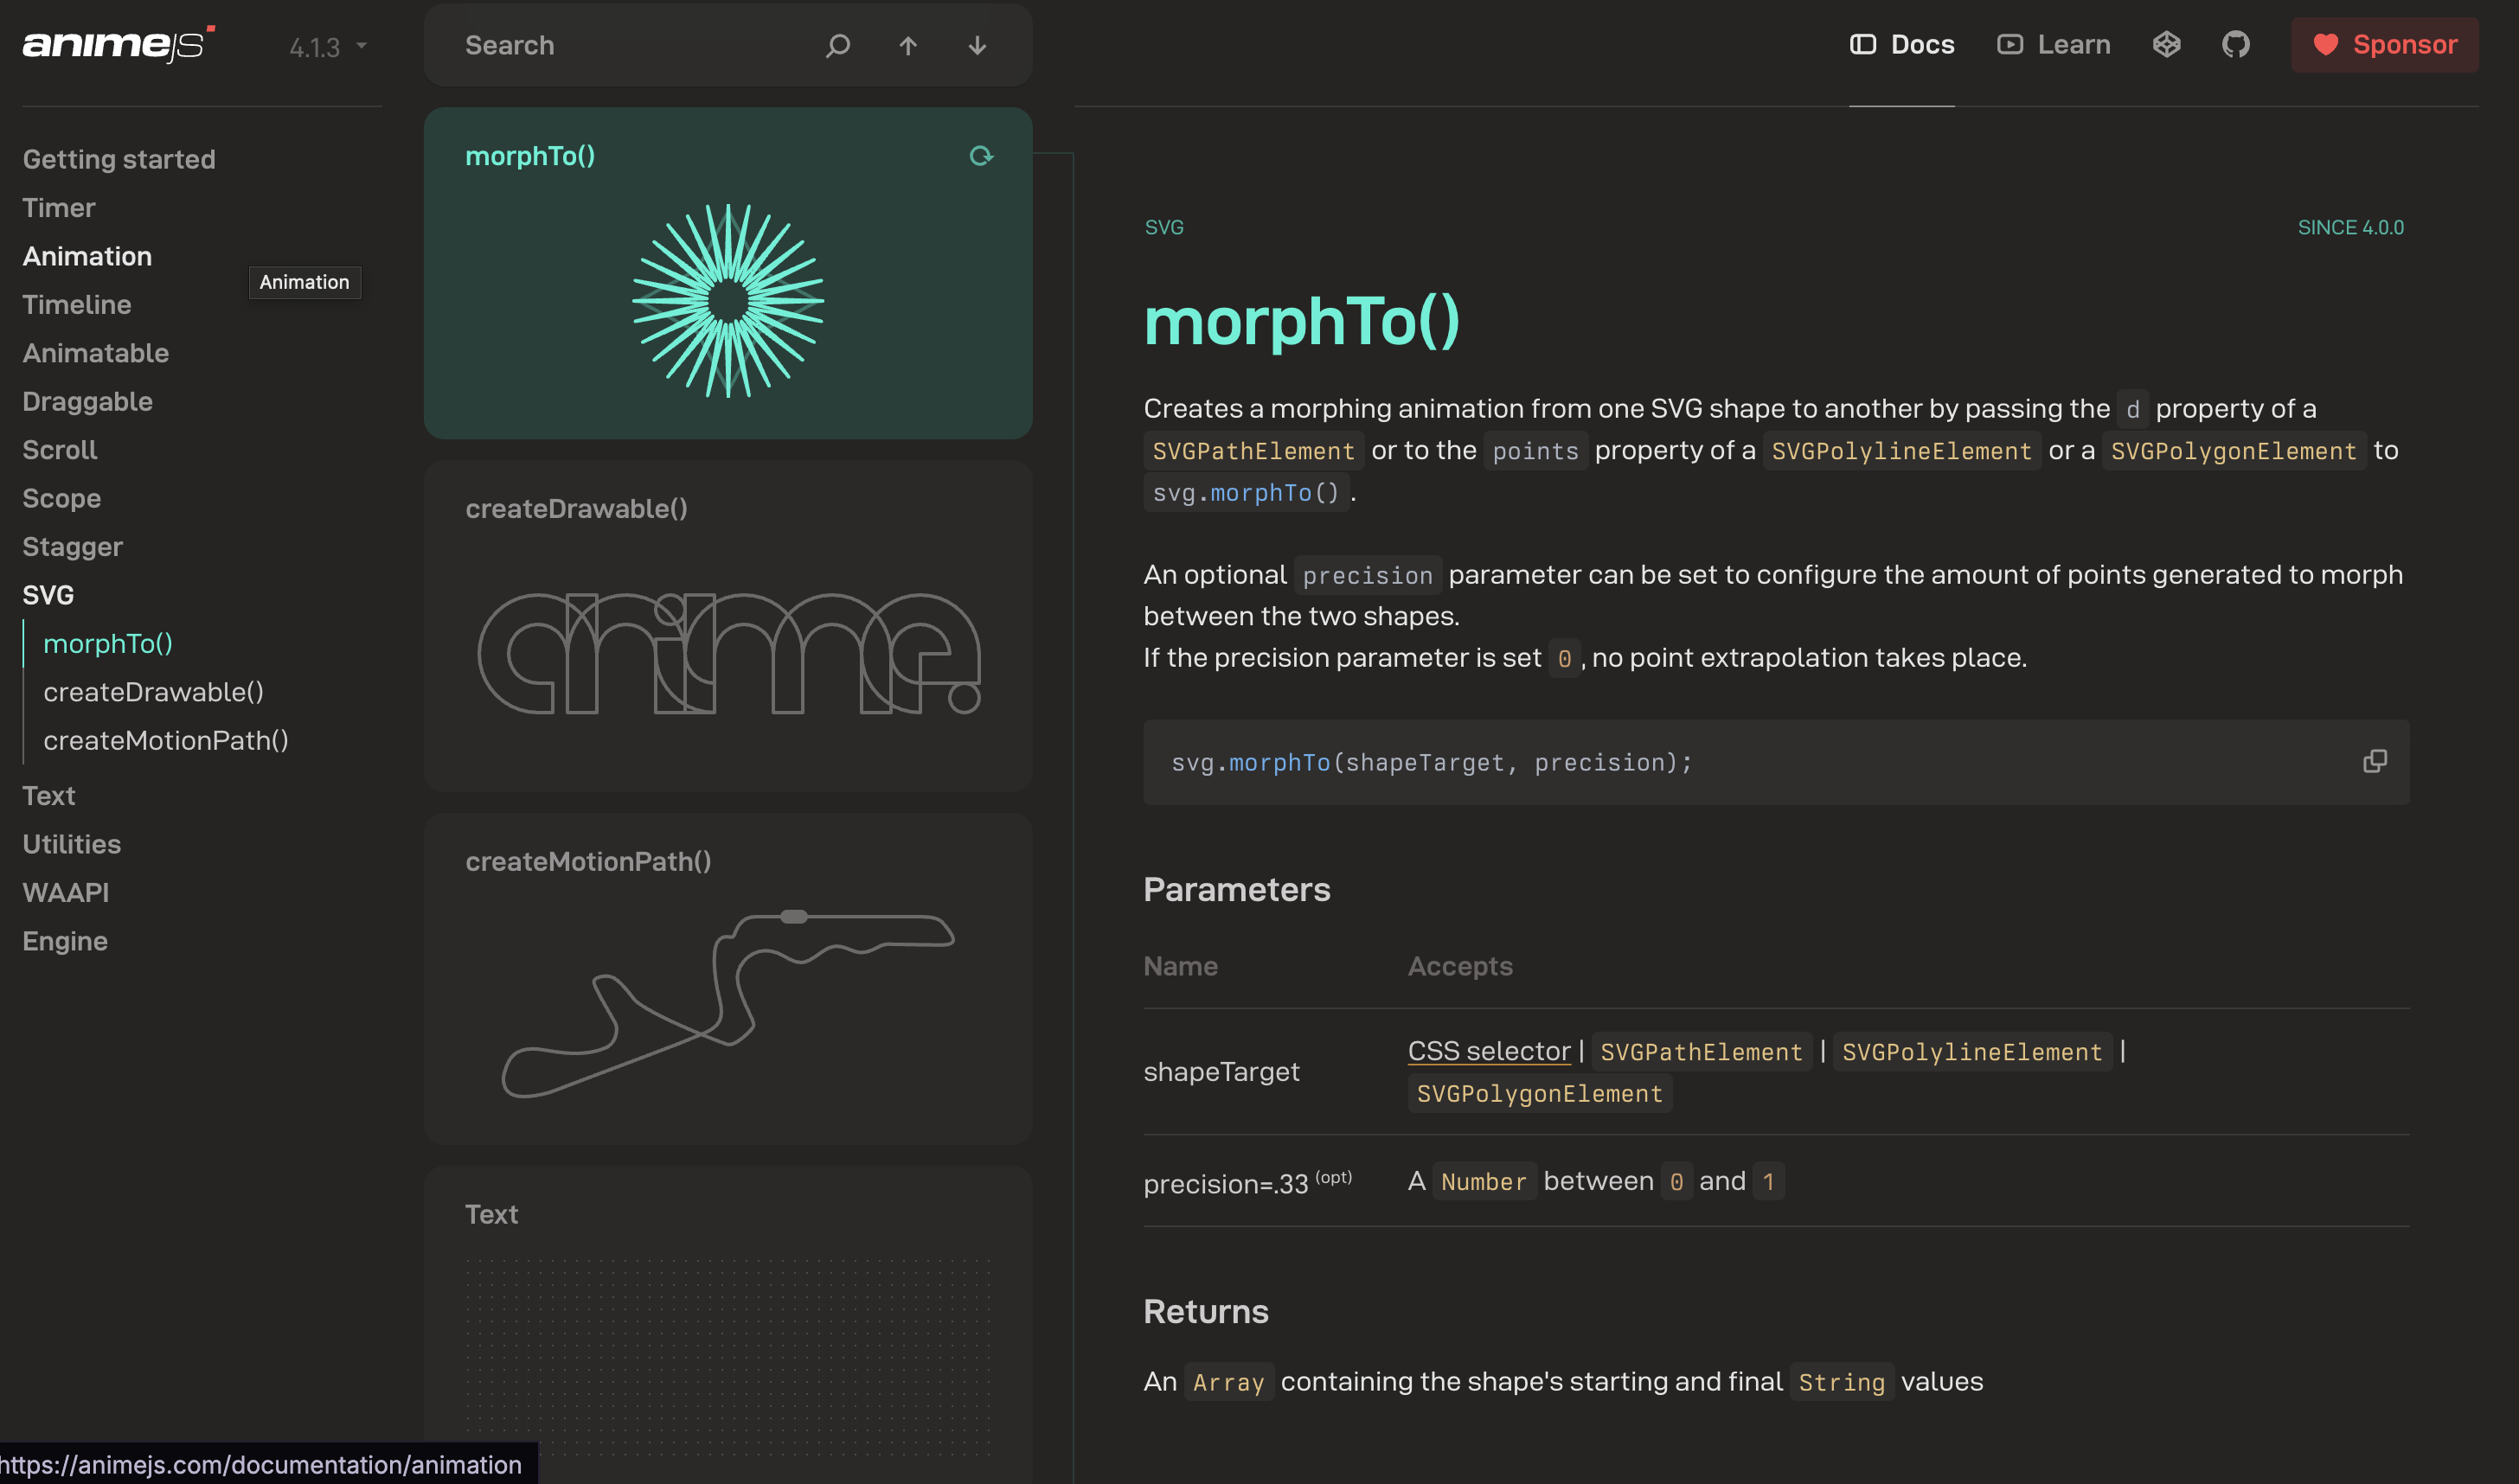 animejs
4.1.3
Search
Docs
Learn
Sponsor
Getting started
Timer
Animation
Animation
Timeline
Animatable
Draggable
Scroll
Scope
Stagger
SVG
morphTo()
createDrawable()
createMotionPath()
Text
Utilities
WAAPI
Engine
morphTo()
createDrawable()
anime.
createMotionPath()
Text
SVG
SINCE 4.0.0
morphTo()
Creates a morphing animation from one SVG shape to another by passing the d property of a
SVGPathElement or to the points property of a SVGPolylineElement or a SVGPolygonElement to
svg.morphTo() .
An optional precision parameter can be set to configure the amount of points generated to morph
between the two shapes.
If the precision parameter is set 0, no point extrapolation takes place.
svg.morphTo(shapeTarget, precision);
Parameters
Name Accepts
shapeTarget
CSS selector | SVGPathElement | SVGPolylineElement |
SVGPolygonElement
precision=.33 (opt) A Number between 0 and 1
Returns
An Array containing the shape's starting and final String values
https://animejs.com/documentation/animation